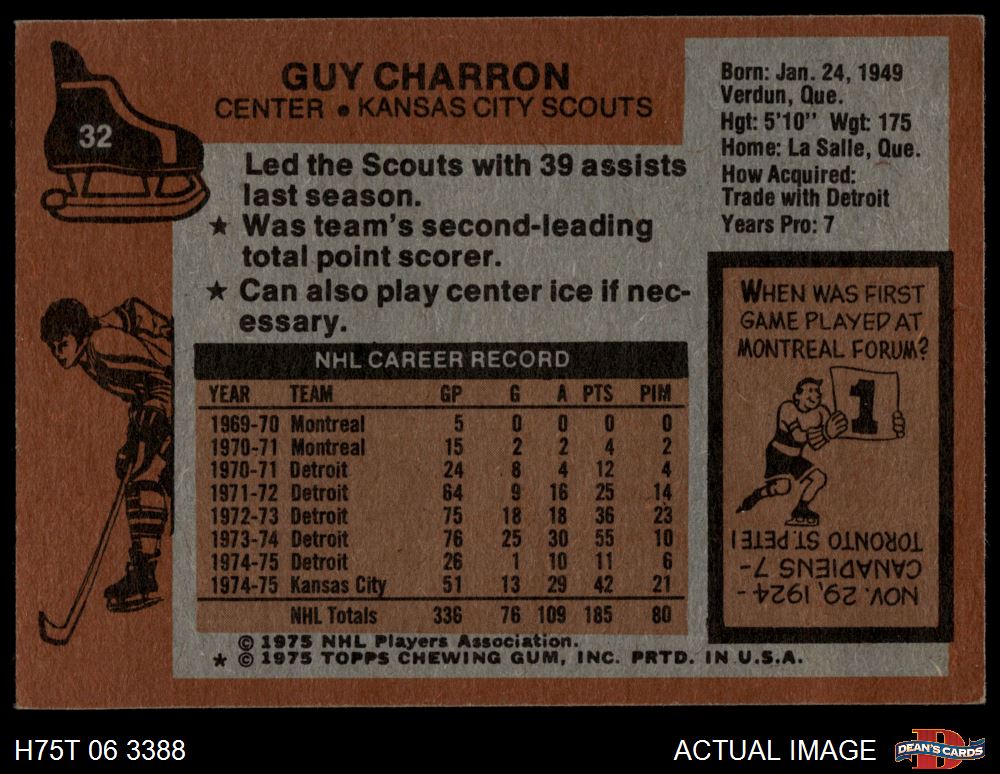 32
GUY CHARRON
CENTER • KANSAS CITY SCOUTS
Led the Scouts with 39 assists
last season.
★ Was team's second-leading
total point scorer.
★ Can also play center ice if nec-
essary.
Born: Jan. 24, 1949
Verdun, Que.
Hgt: 5'10" Wgt: 175
Home: La Salle, Que.
How Acquired:
Trade with Detroit
Years Pro: 7
NHL CAREER RECORD
YEAR TEAM GP G A PTS PIM
1969-70 Montreal 5 0 0 0 0
1970-71 Montreal 15 2 2 4 2
1970-71 Detroit 24 8 4 12 4
1971-72 Detroit 64 9 16 25 14
1972-73 Detroit 75 18 18 36 23
1973-74 Detroit 76 25 30 55 10
1974-75 Detroit 26 1 10 11 6
1974-75 Kansas City 51 13 29 42 21
NHL Totals 336 76 109 185 80
WHEN WAS FIRST
GAME PLAYED AT
MONTREAL FORUM?
1
NOV. 29, 1924-
CANADIENS 7-
TORONTO ST. PETE 1
© 1975 NHL Players Association.
★ © 1975 TOPPS CHEWING GUM, INC. PRTD. IN U.S.A.
H75T 06 3388
ACTUAL IMAGE
D
DEAN'S CARDS